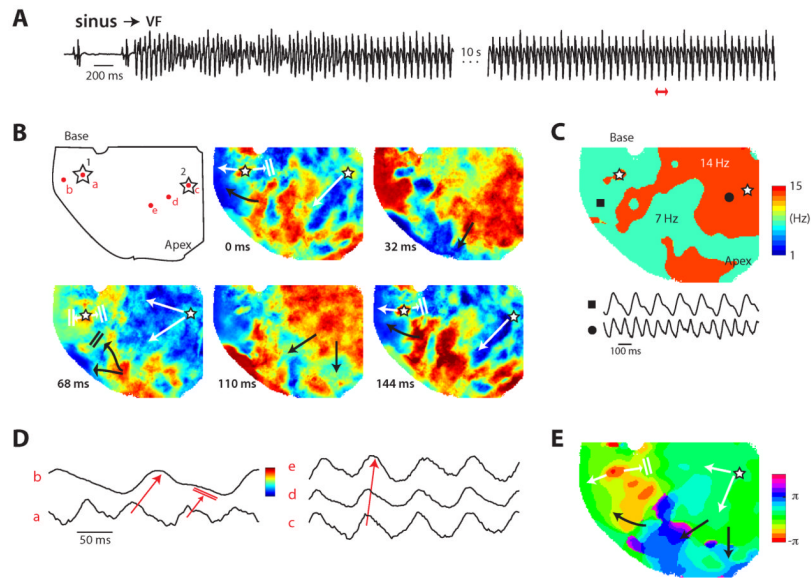 A
sinus → VF
200 ms
10 s
...
B
Base
1
2
b
a
c
d
e
Apex
0 ms
32 ms
68 ms
110 ms
144 ms
C
Base
14 Hz
7 Hz
Apex
15
(Hz)
1
100 ms
D
b
a
50 ms
e
d
c
E
π
-π